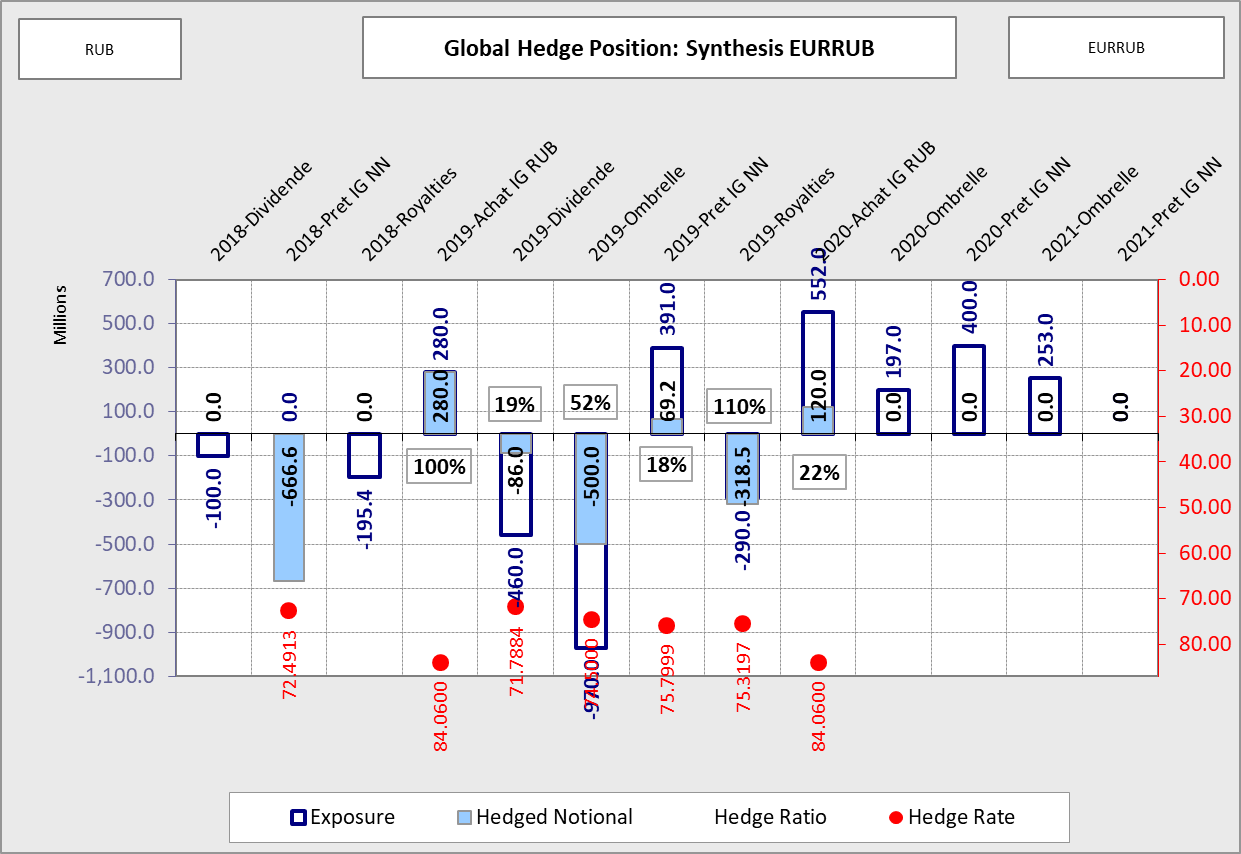 RUB
Global Hedge Position: Synthesis EURRUB
EURRUB
2018-Dividende
2018-Pret IG NN
2018-Royalties
2019-Achat IG RUB
2019-Dividende
2019-Ombrelle
2019-Pret IG NN
2019-Royalties
2020-Achat IG RUB
2020-Ombrelle
2020-Pret IG NN
2021-Ombrelle
2021-Pret IG NN
Millions
700.0
500.0
300.0
100.0
-100.0
-300.0
-500.0
-700.0
-900.0
-1,100.0
0.00
10.00
20.00
30.00
40.00
50.00
60.00
70.00
80.00
0.0
-100.0
0.0
-666.6
72.4913
0.0
-195.4
280.0
280.0
100%
84.0600
19%
-86.0
-460.0
71.7884
52%
-500.0
-970.0
74.5000
391.0
69.2
18%
75.7999
110%
-318.5
-290.0
75.3197
552.0
120.0
22%
84.0600
197.0
0.0
400.0
0.0
253.0
0.0
0.0
Exposure
Hedged Notional
Hedge Ratio
Hedge Rate